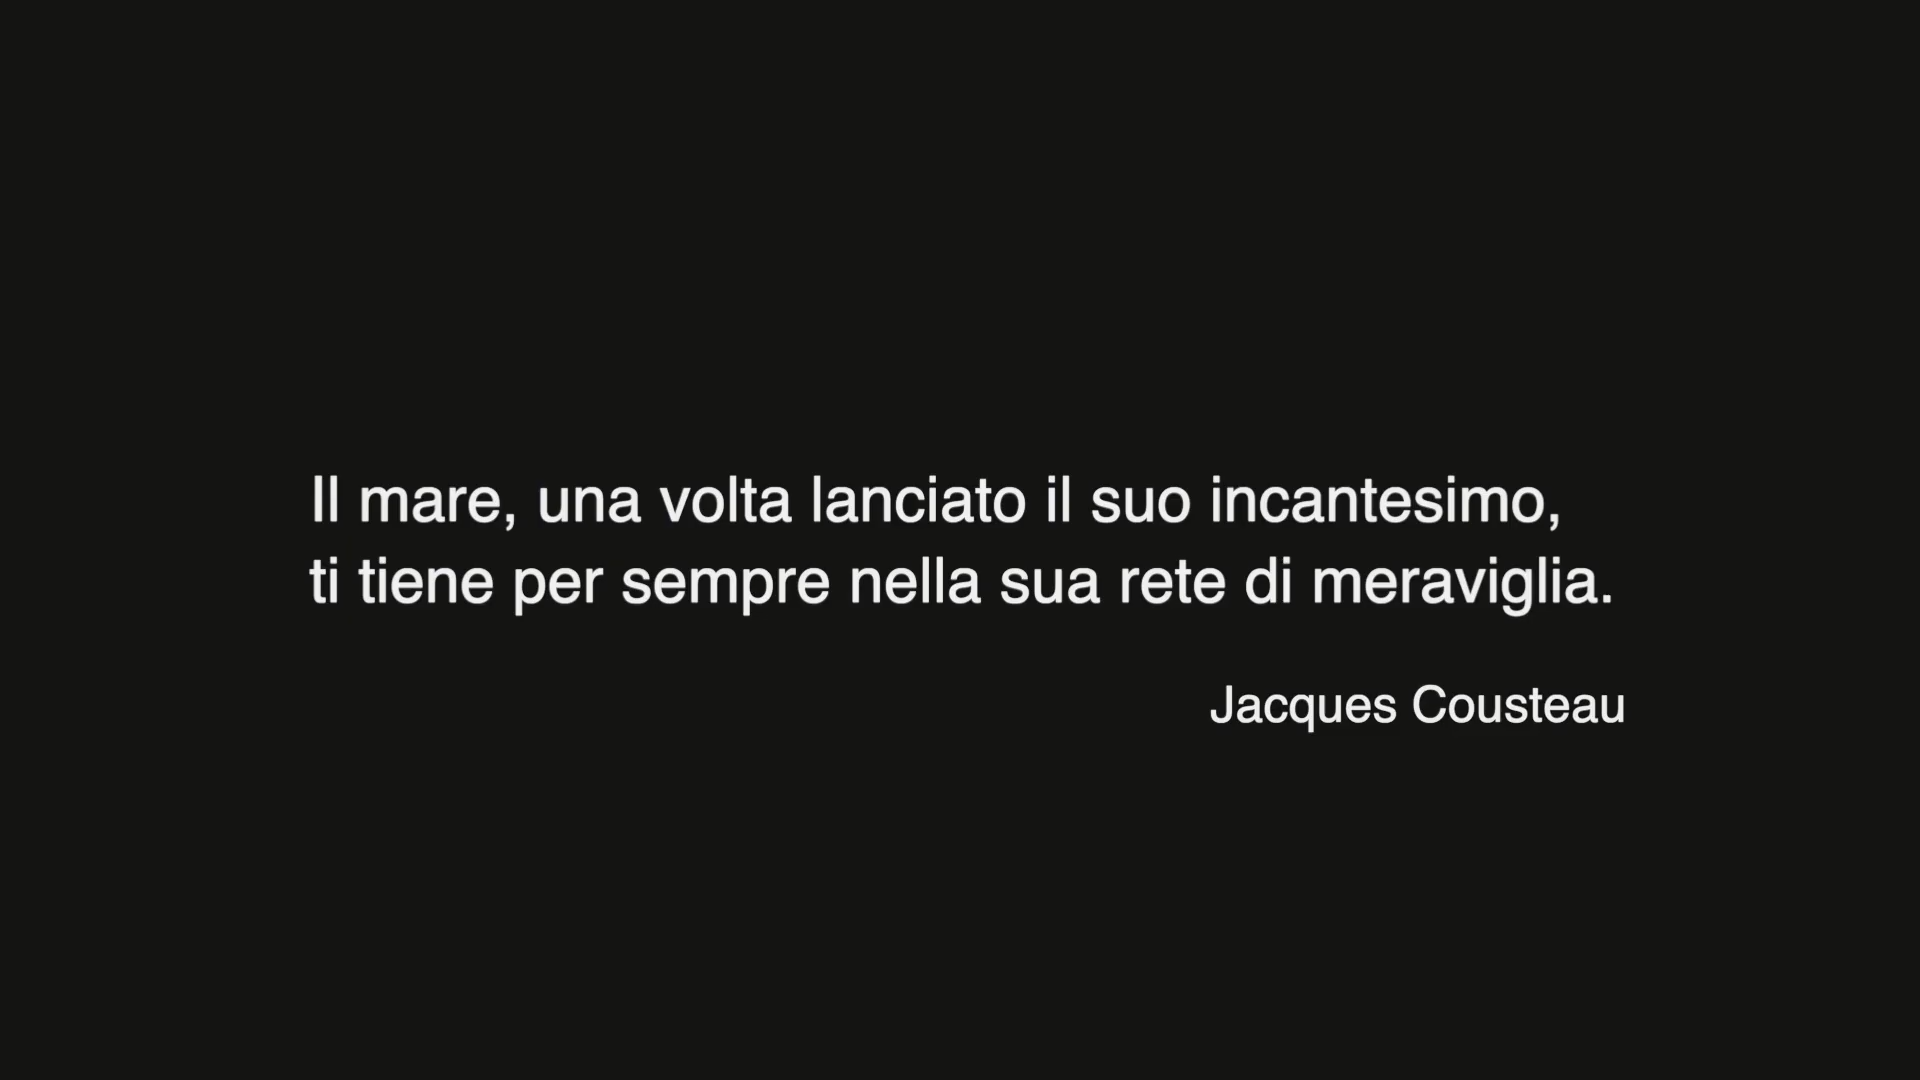 Il mare, una volta lanciato il suo incantesimo,
ti tiene per sempre nella sua rete di meraviglia.
Jacques Cousteau